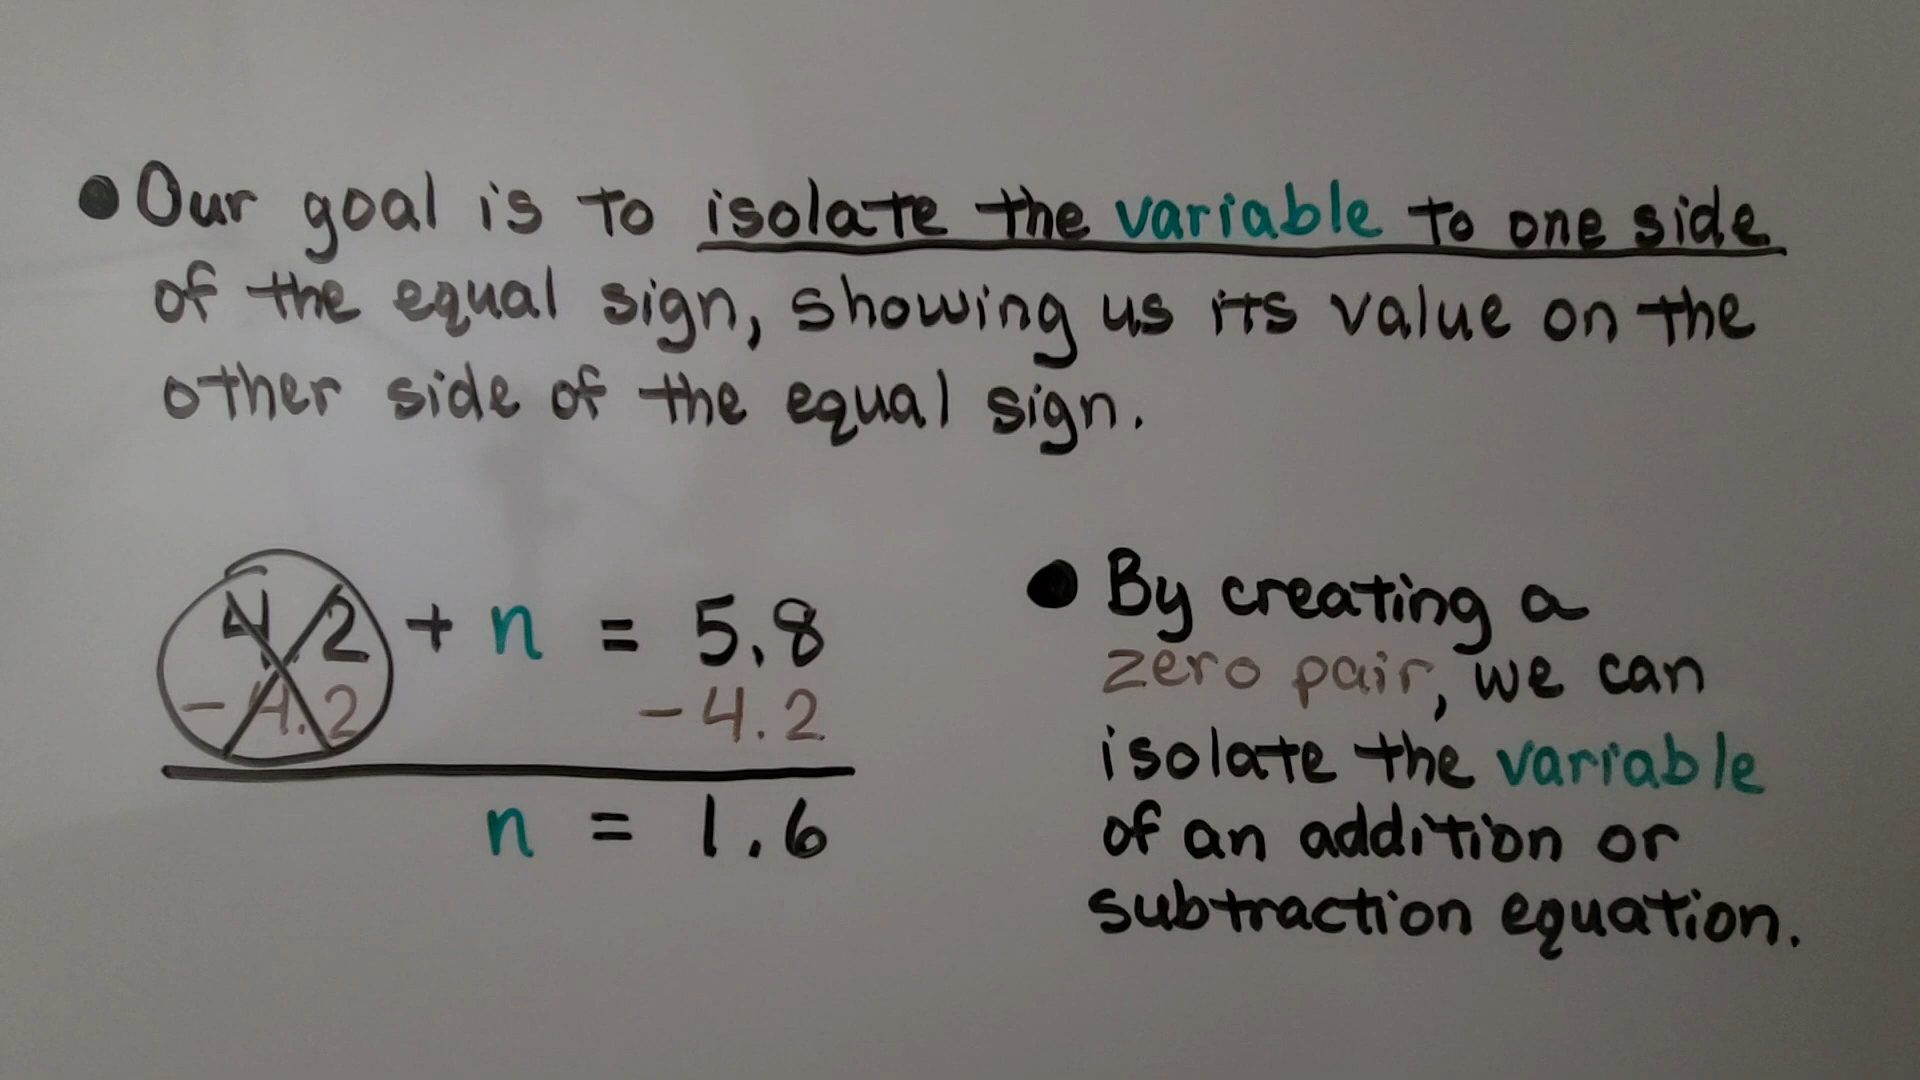 ● Our goal is to isolate the variable to one side
of the equal sign, showing us its value on the
other side of the equal sign.
4.2 + n = 5.8
- 4.2 - 4.2
n = 1.6
● By creating a
zero pair, we can
isolate the variable
of an addition or
subtraction equation.